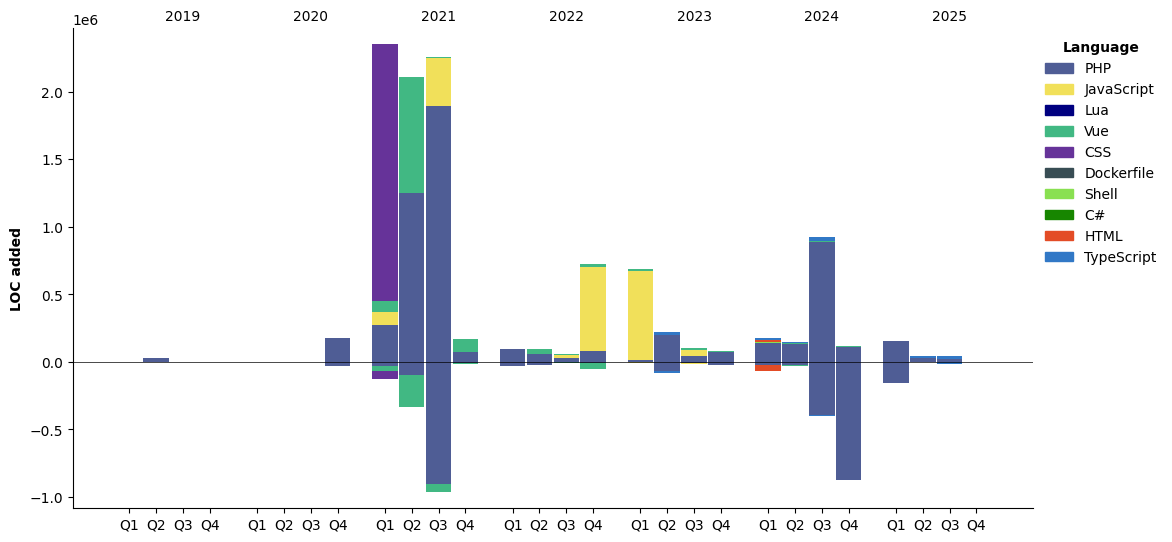 1e6
2019 2020 2021 2022 2023 2024 2025
LOC added
2.0
1.5
1.0
0.5
0.0
−0.5
−1.0
Q1 Q2 Q3 Q4 Q1 Q2 Q3 Q4 Q1 Q2 Q3 Q4 Q1 Q2 Q3 Q4 Q1 Q2 Q3 Q4 Q1 Q2 Q3 Q4 Q1 Q2 Q3 Q4
Language
PHP
JavaScript
Lua
Vue
CSS
Dockerfile
Shell
C#
HTML
TypeScript